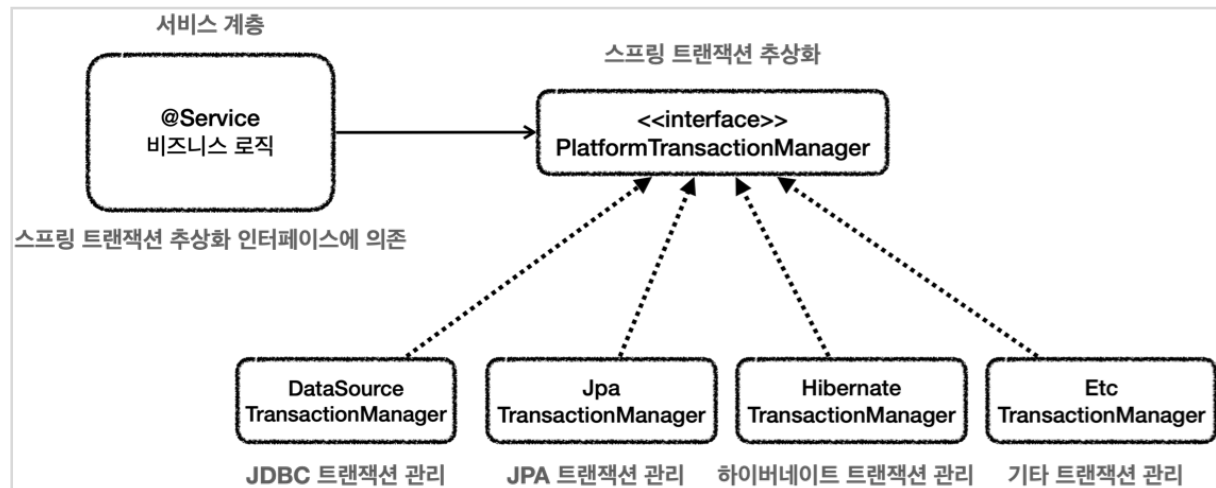 서비스 계층
스프링 트랜잭션 추상화
@Service
비즈니스 로직
<<interface>>
PlatformTransactionManager
스프링 트랜잭션 추상화 인터페이스에 의존
DataSource
TransactionManager
Jpa
TransactionManager
Hibernate
TransactionManager
Etc
TransactionManager
JDBC 트랜잭션 관리
JPA 트랜잭션 관리
하이버네이트 트랜잭션 관리
기타 트랜잭션 관리